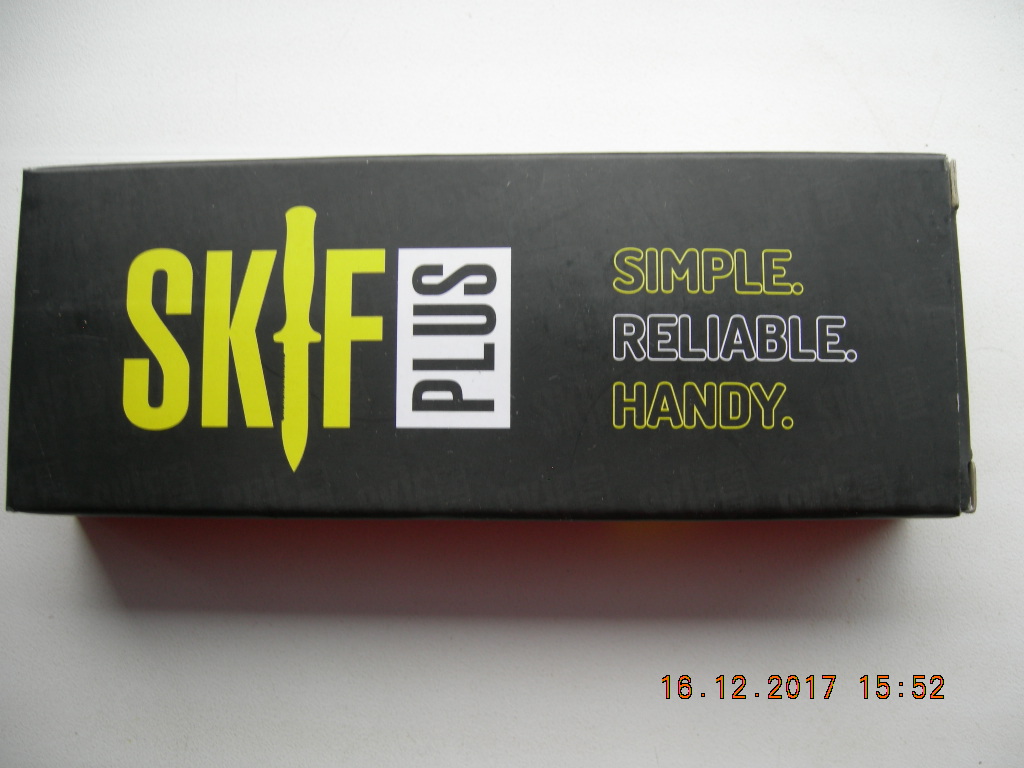 SKIF PLUS
SIMPLE.
RELIABLE.
HANDY.
16.12.2017 15:52